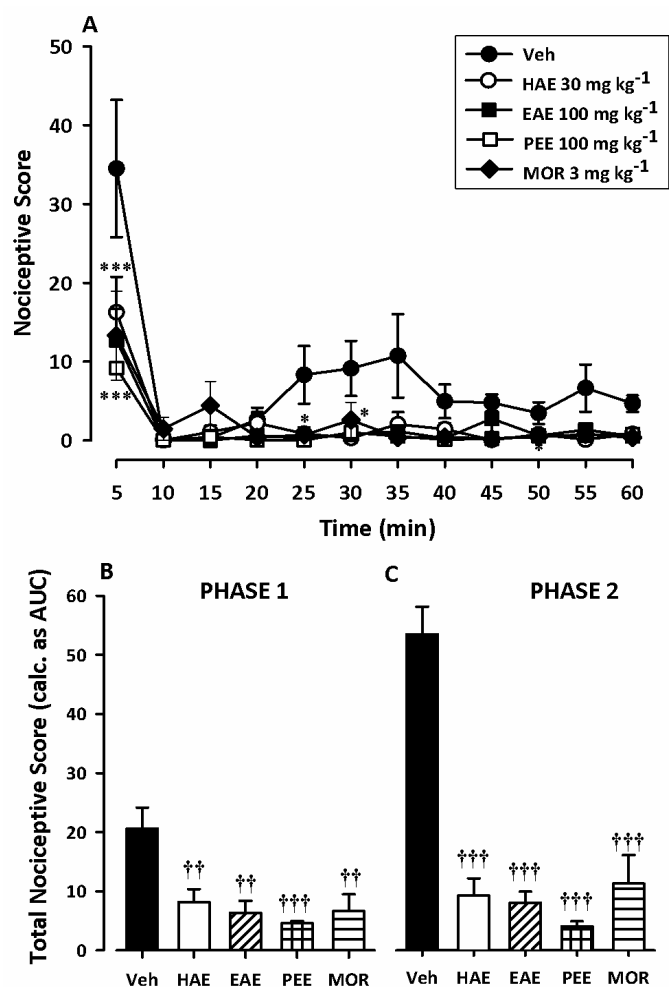 A
50
40
30
20
10
0
Nociceptive Score
Veh
HAE 30 mg kg⁻¹
EAE 100 mg kg⁻¹
PEE 100 mg kg⁻¹
MOR 3 mg kg⁻¹
***
***
*
*
*
5 10 15 20 25 30 35 40 45 50 55 60
Time (min)
B
PHASE 1
C
PHASE 2
Total Nociceptive Score (calc. as AUC)
60
50
40
30
20
10
0
†† †† ††† ††
††† ††† ††† †††
Veh HAE EAE PEE MOR
Veh HAE EAE PEE MOR